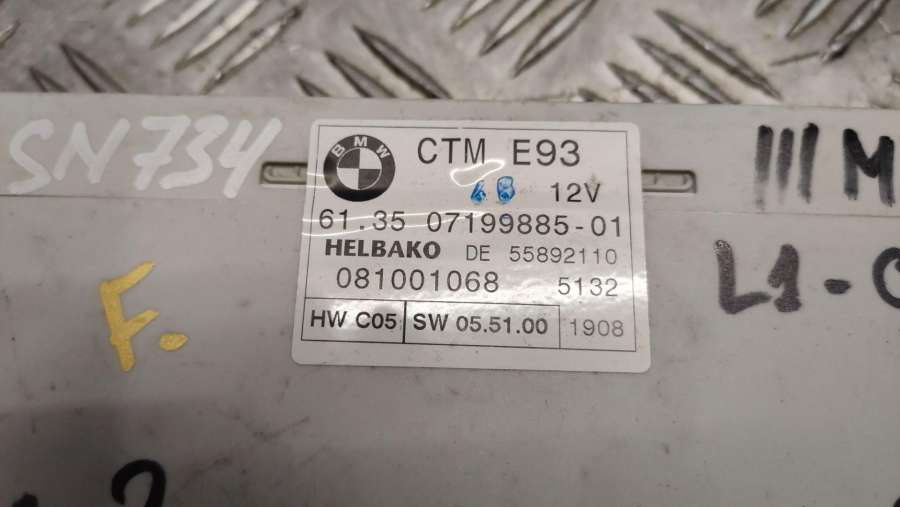 SN734
BMW
CTM E93
12V
61.35 07199885-01
HELBAKO DE 55892110
081001068 5132
HW C05 SW 05.51.00 1908
F.
III M
L1-
2